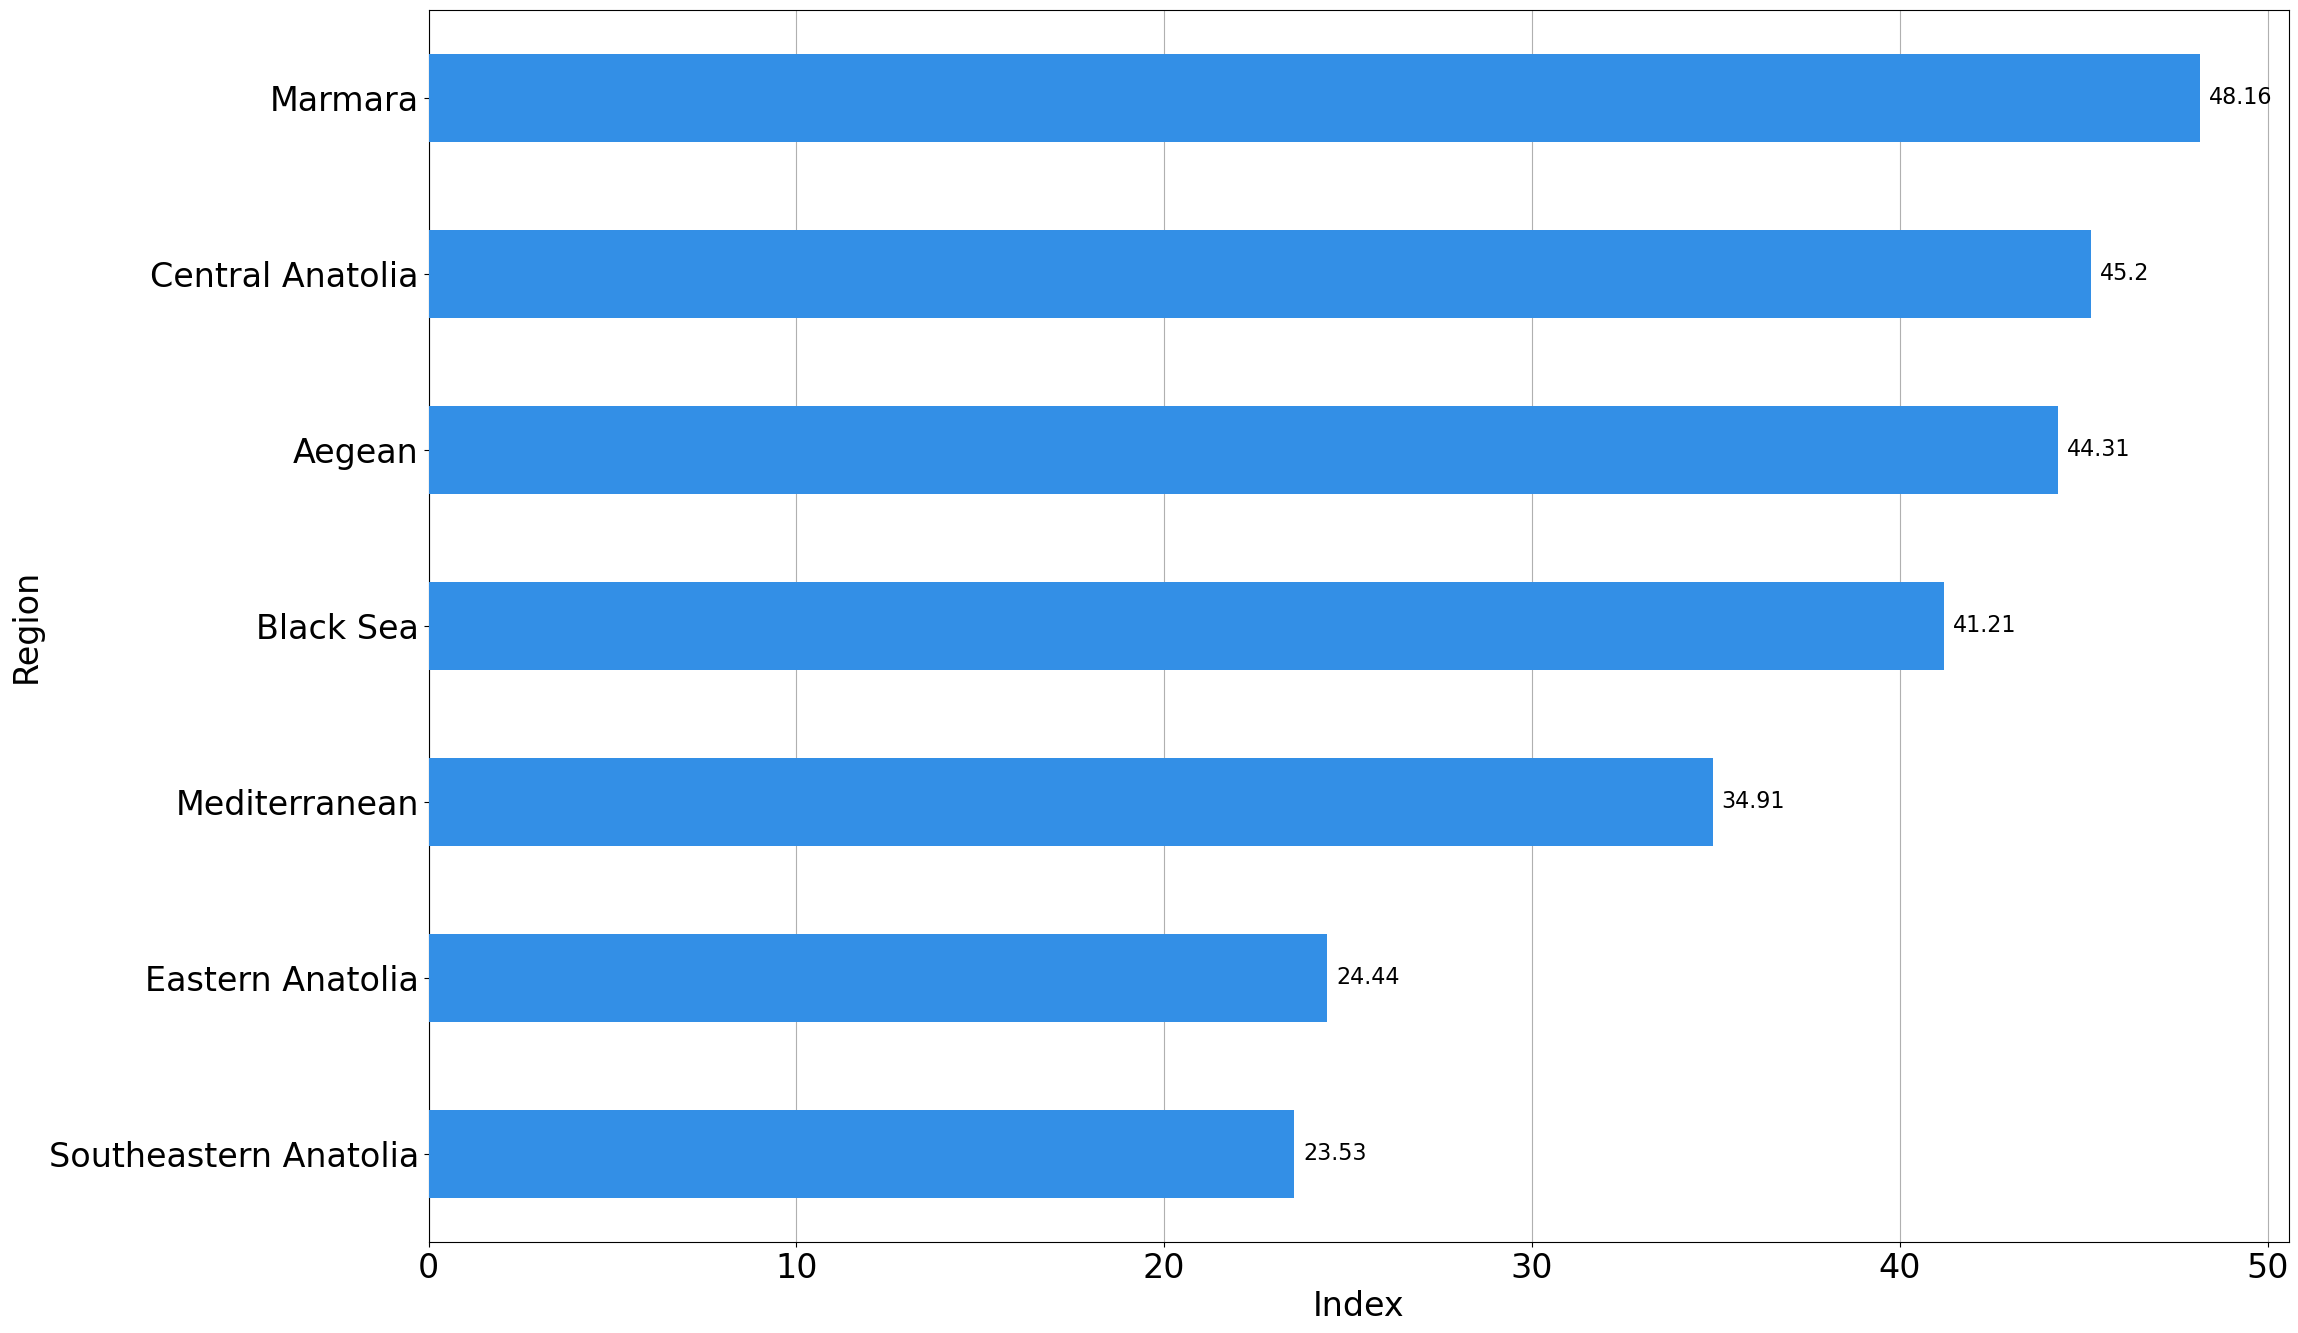 Region
Marmara
48.16
Central Anatolia
45.2
Aegean
44.31
Black Sea
41.21
Mediterranean
34.91
Eastern Anatolia
24.44
Southeastern Anatolia
23.53
0 10 20 30 40 50
Index